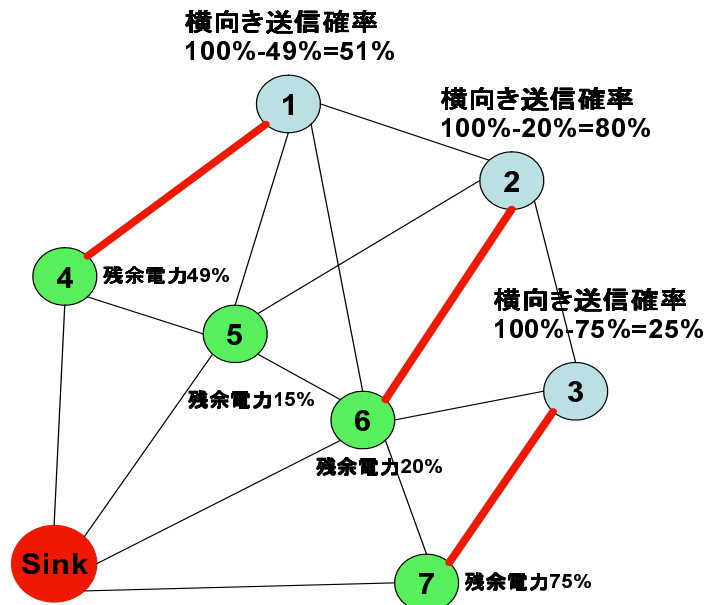 横向き送信確率
100%-49%=51%
1
横向き送信確率
100%-20%=80%
2
4
残余電力49%
横向き送信確率
100%-75%=25%
5
残余電力15%
3
6
残余電力20%
Sink
7
残余電力75%